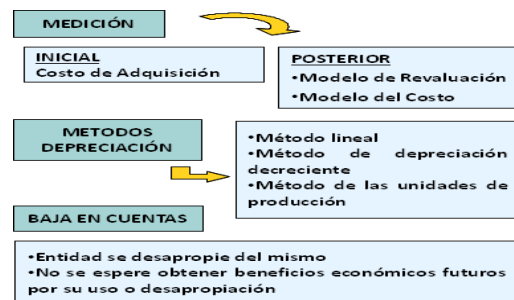 MEDICIÓN
INICIAL
Costo de Adquisición
POSTERIOR
•Modelo de Revaluación
•Modelo del Costo
METODOS
DEPRECIACIÓN
•Método lineal
•Método de depreciación
decreciente
•Método de las unidades de
producción
BAJA EN CUENTAS
•Entidad se desapropie del mismo
•No se espere obtener beneficios económicos futuros
por su uso o desapropiación